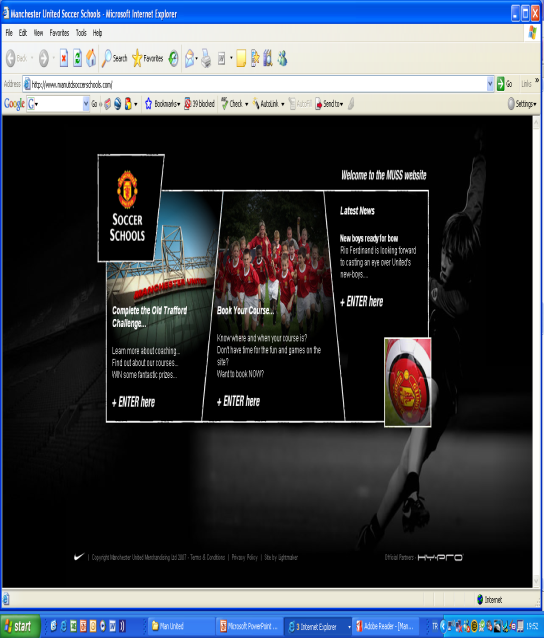 Manchester United Soccer Schools - Microsoft Internet Explorer
File Edit View Favorites Tools Help
Back Search Favorites
Address http://www.manutdsoccerschools.com/ Go Links »
Google G Go 39 blocked Bookmarks Check AutoLink AutoFill Send to Settings
Welcome to the MUSS website
SOCCER
SCHOOLS
MANCHESTER UNITED
Complete the Old Trafford
Challenge...
Learn more about coaching...
Find out about our courses...
WIN some fantastic prizes...
+ ENTER here
Book Your Course...
Know where and when your course is?
Don't have time for the fun and games on the
site?
Want to book NOW?
+ ENTER here
Latest News
New boys ready for bow
Rio Ferdinand is looking forward
to casting an eye over United's
new-boys....
+ ENTER here
| Copyright Manchester United Merchandising Ltd 2007 - Terms & Conditions | Privacy Policy | Site by Lightmaker
Official Partners KYPRO
Internet
start Man United Microsoft PowerPoint ... 3 Internet Explorer Adobe Reader - [Man... TR 19:52